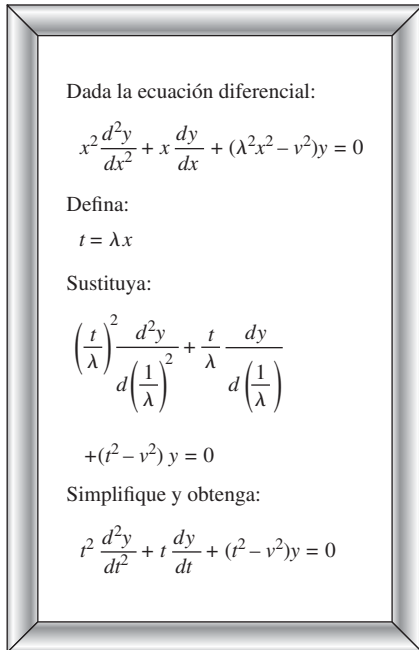 Dada la ecuación diferencial:
x² d²y/dx² + x dy/dx + (λ²x² – ν²)y = 0
Defina:
t = λx
Sustituya:
(t/λ)² d²y/d(1/λ)² + t/λ dy/d(1/λ)
+(t² – ν²) y = 0
Simplifique y obtenga:
t² d²y/dt² + t dy/dt + (t² – ν²)y = 0